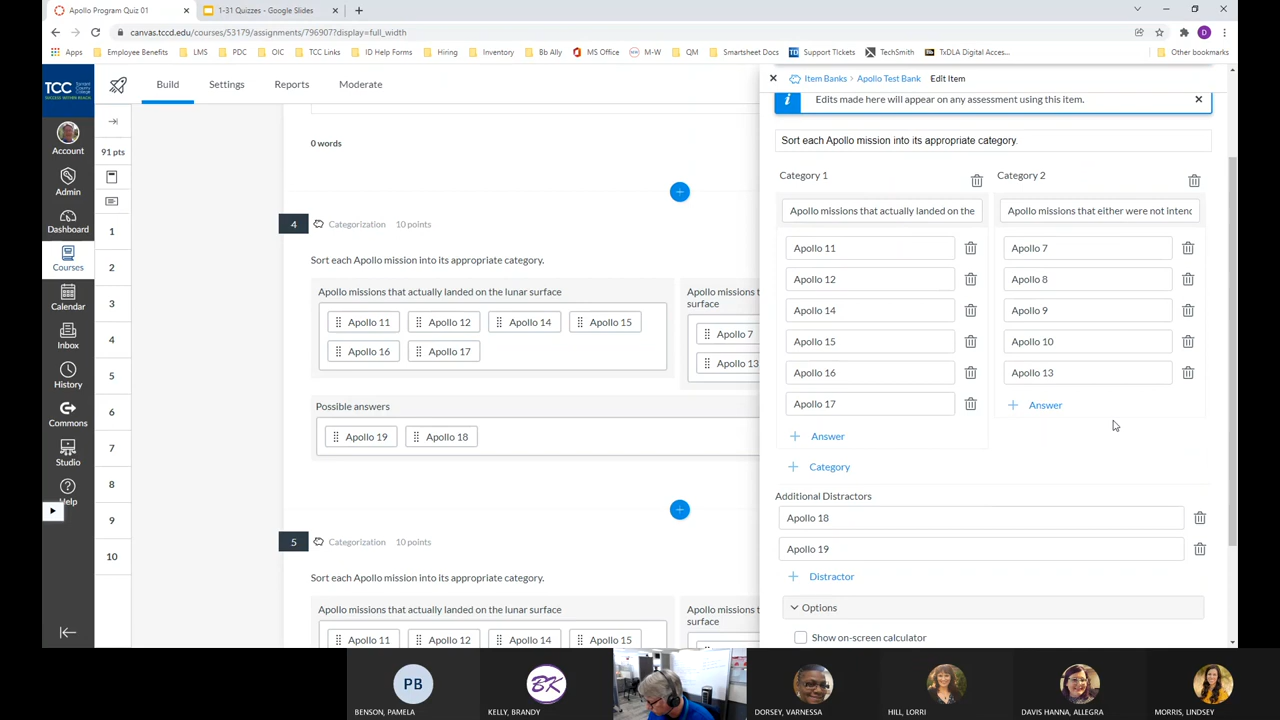 Apollo Program Quiz 01
1-31 Quizzes - Google Slides
canvas.tccd.edu/courses/53179/assignments/796907?display=full_width
Apps Employee Benefits LMS PDC OIC TCC Links ID Help Forms Hiring Inventory Bb Ally MS Office M-W QM Smartsheet Docs Support Tickets TechSmith TxDLA Digital Acces... Other bookmarks
TCC
Build Settings Reports Moderate
Item Banks > Apollo Test Bank Edit Item
Edits made here will appear on any assessment using this item.
Account
Admin
Dashboard
Courses
Calendar
Inbox
History
Commons
Studio
Help
91 pts
1
2
3
4
5
6
7
8
9
10
0 words
4 Categorization 10 points
Sort each Apollo mission into its appropriate category.
Apollo missions that actually landed on the lunar surface
Apollo 11 Apollo 12 Apollo 14 Apollo 15
Apollo 16 Apollo 17
Apollo missions t
surface
Apollo 7
Apollo 13
Possible answers
Apollo 19 Apollo 18
5 Categorization 10 points
Sort each Apollo mission into its appropriate category.
Apollo missions that actually landed on the lunar surface
Apollo 11 Apollo 12 Apollo 14 Apollo 15
Apollo missions t
surface
Sort each Apollo mission into its appropriate category.
Category 1
Apollo missions that actually landed on the
Apollo 11
Apollo 12
Apollo 14
Apollo 15
Apollo 16
Apollo 17
+ Answer
+ Category
Category 2
Apollo missions that either were not intenc
Apollo 7
Apollo 8
Apollo 9
Apollo 10
Apollo 13
+ Answer
Additional Distractors
Apollo 18
Apollo 19
+ Distractor
Options
Show on-screen calculator
PB
BENSON, PAMELA
BK
KELLY, BRANDY
DORSEY, VARNESSA
HILL, LORRI
DAVIS HANNA, ALLEGRA
MORRIS, LINDSEY